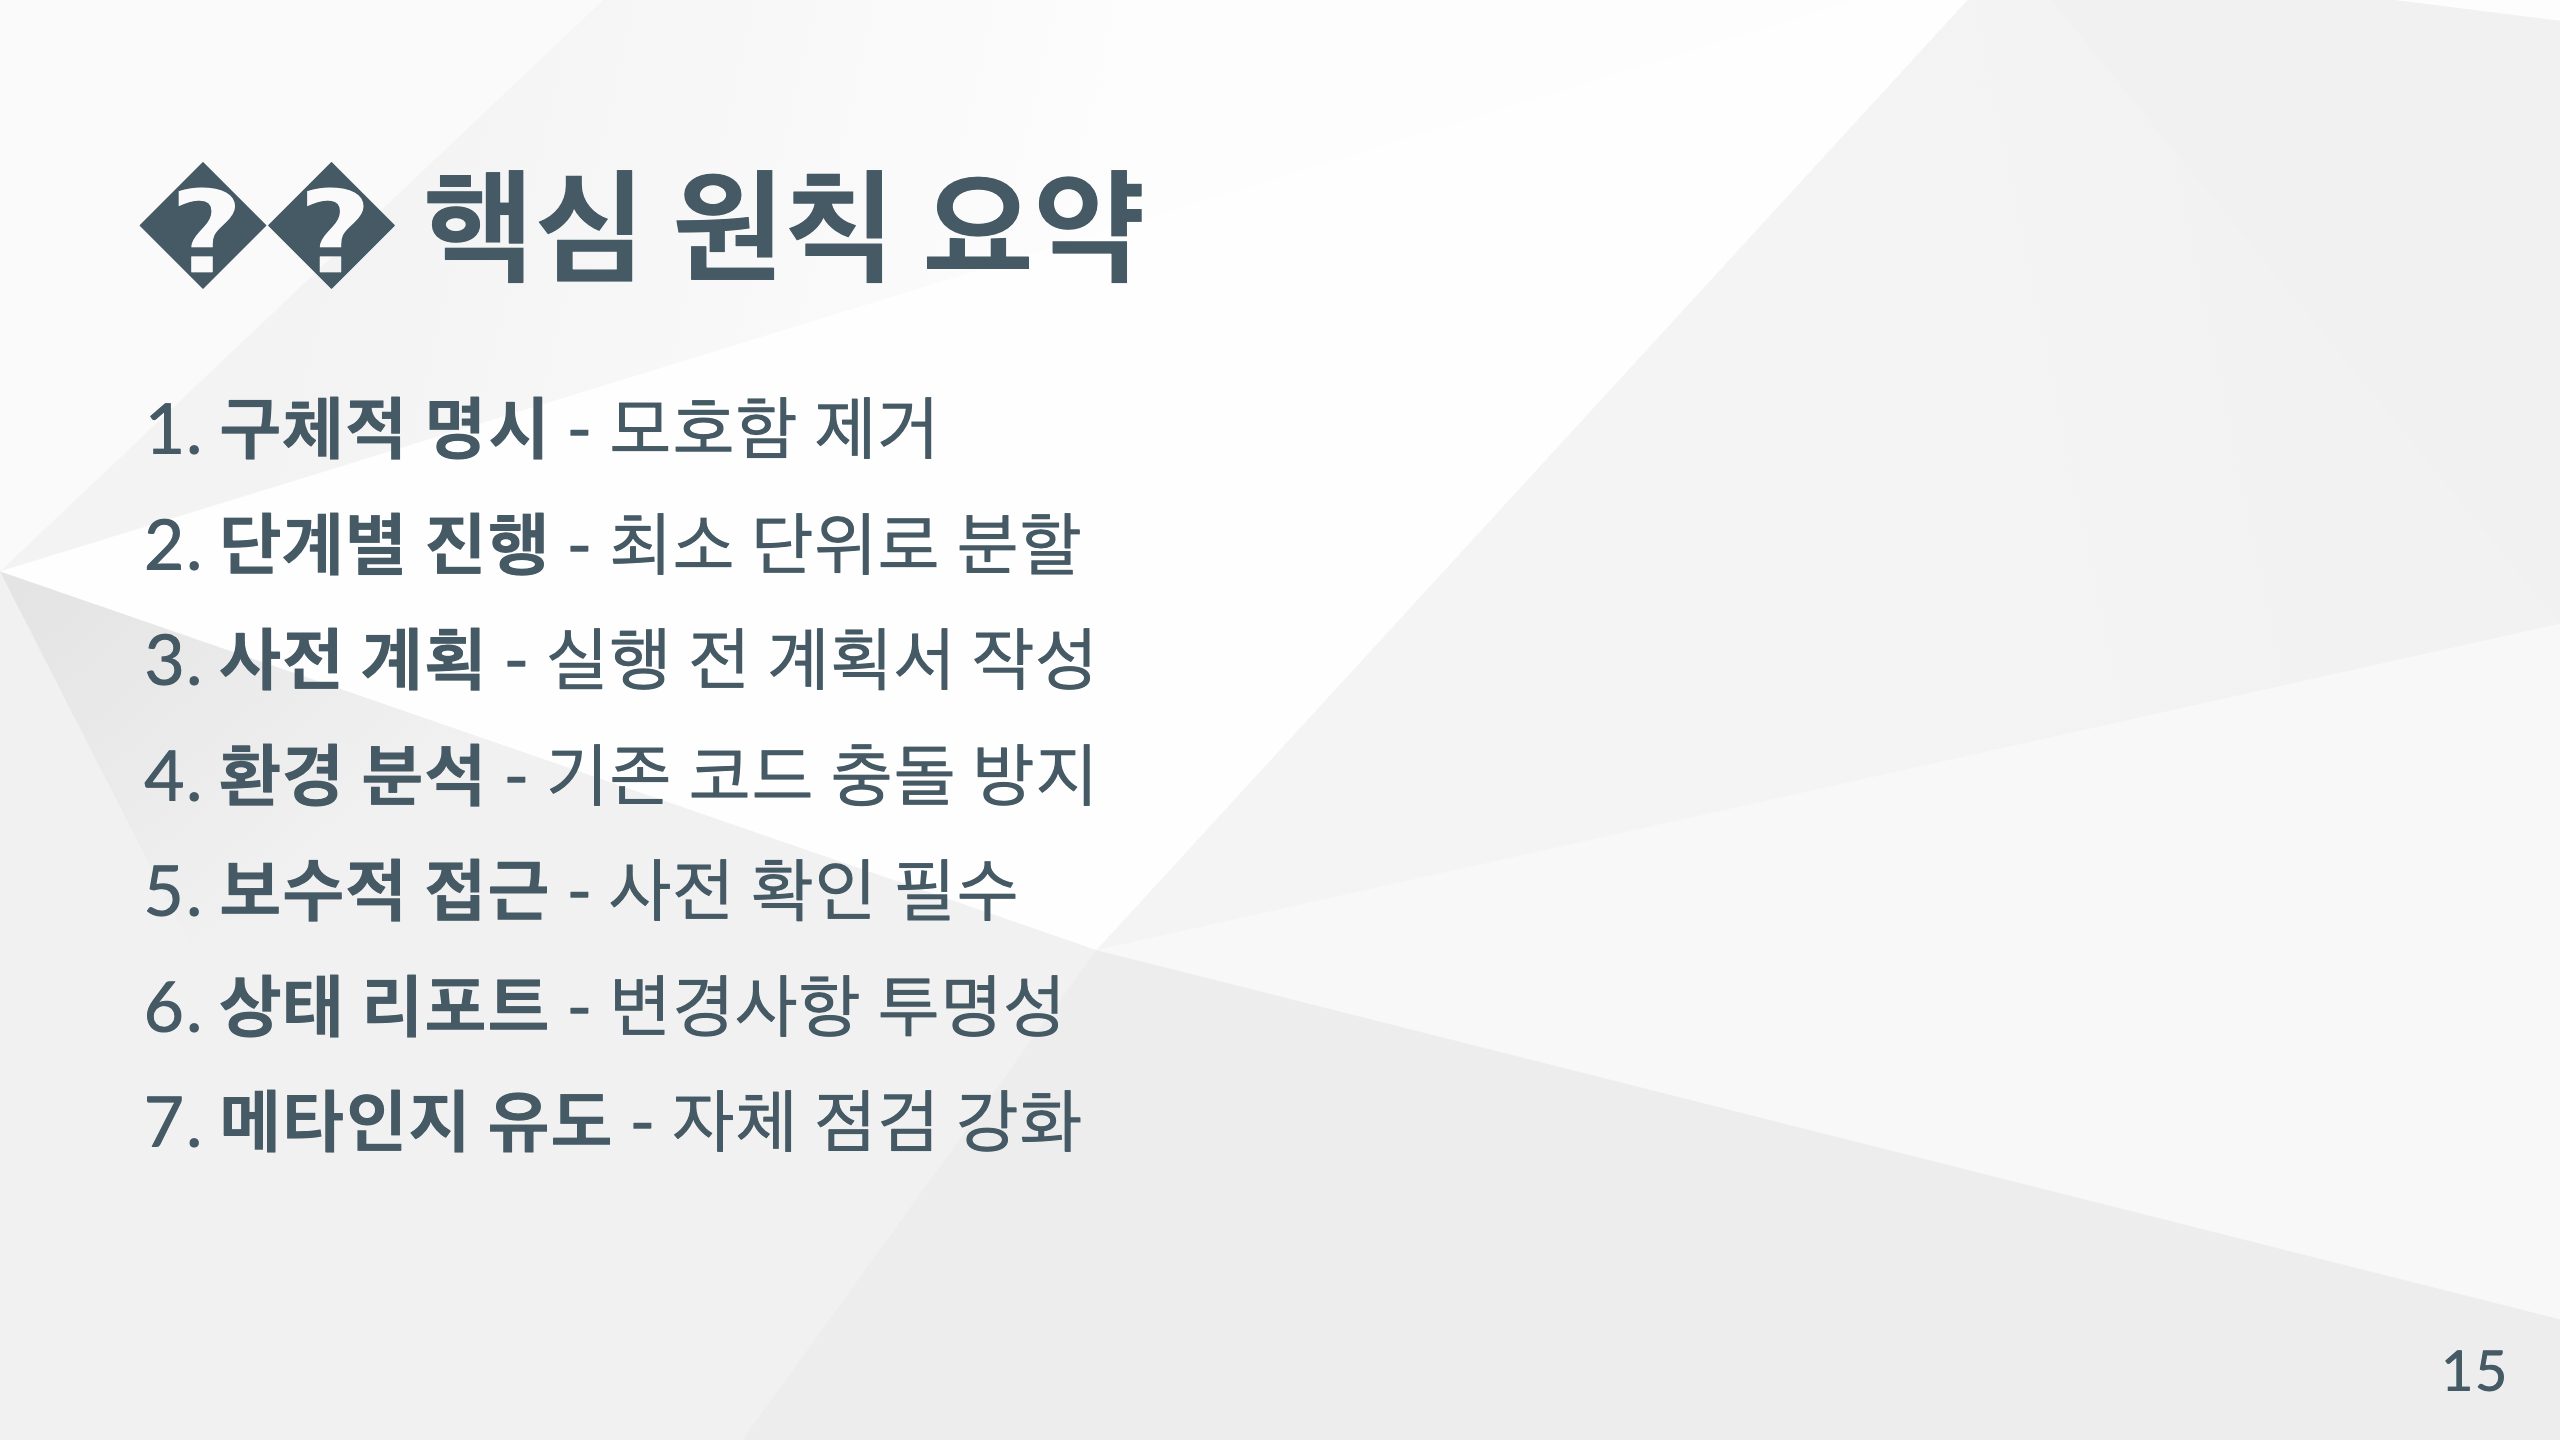 �� 핵심 원칙 요약
1. 구체적 명시 - 모호함 제거
2. 단계별 진행 - 최소 단위로 분할
3. 사전 계획 - 실행 전 계획서 작성
4. 환경 분석 - 기존 코드 충돌 방지
5. 보수적 접근 - 사전 확인 필수
6. 상태 리포트 - 변경사항 투명성
7. 메타인지 유도 - 자체 점검 강화
15